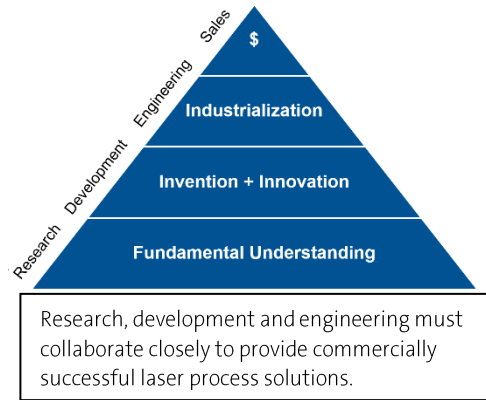 Sales
$
Engineering
Industrialization
Development
Invention + Innovation
Research
Fundamental Understanding
Research, development and engineering must
collaborate closely to provide commercially
successful laser process solutions.